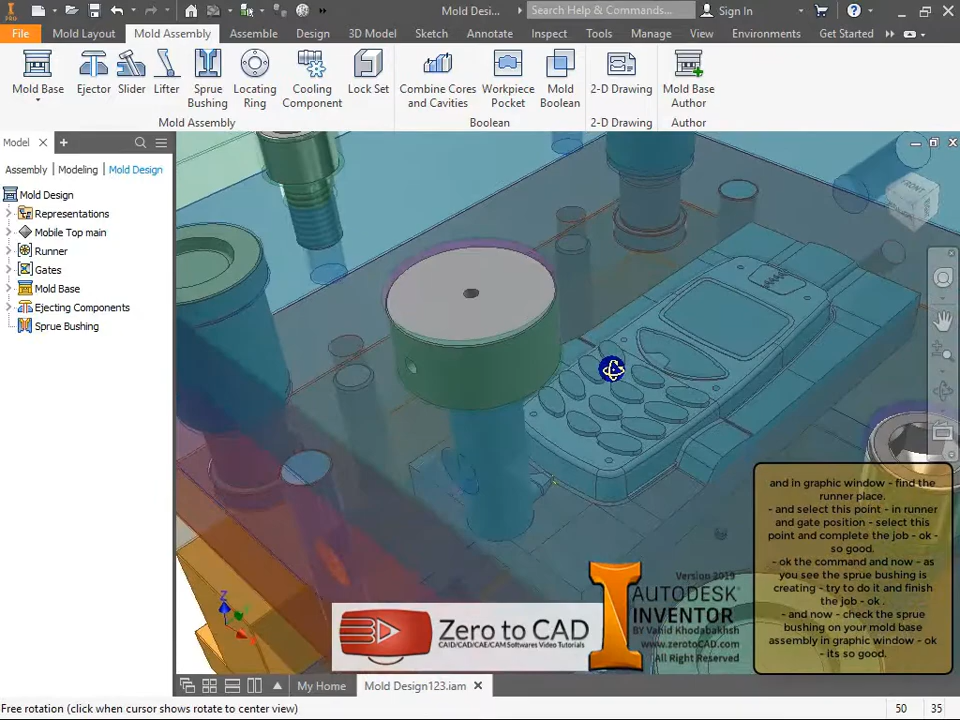 PRO
Mold Desi...
Search Help & Commands...
Sign In
File
Mold Layout
Mold Assembly
Assemble
Design
3D Model
Sketch
Annotate
Inspect
Tools
Manage
View
Environments
Get Started
Mold Base
Ejector
Slider
Lifter
Sprue
Bushing
Locating
Ring
Cooling
Component
Lock Set
Combine Cores
and Cavities
Workpiece
Pocket
Mold
Boolean
2-D Drawing
Mold Base
Author
Mold Assembly
Boolean
2-D Drawing
Author
Model
Assembly
Modeling
Mold Design
Mold Design
Representations
Mobile Top main
Runner
Gates
Mold Base
Ejecting Components
Sprue Bushing
FRONT
Z
and in graphic window - find the
runner place.
- and select this point - in runner
and gate position - select this
point and complete the job - ok -
so good.
- ok the command and now - as
you see the sprue bushing is
creating - try to do it and finish
the job - ok .
- and now - check the sprue
bushing on your mold base
assembly in graphic window - ok
- its so good.
Zero to CAD
CAID/CAD/CAE/CAM Softwares Video Tutorials
Version 2019
AUTODESK
INVENTOR
BY Vahid Khodabakhsh
www.zerotoCAD.com
All Right Reserved
My Home
Mold Design123.iam
Free rotation (click when cursor shows rotate to center view)
50
35